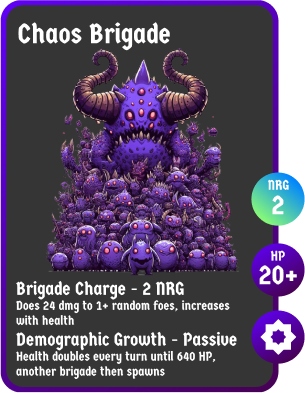 Chaos Brigade
NRG
2
HP
20+
Brigade Charge - 2 NRG
Does 24 dmg to 1+ random foes, increases
with health
Demographic Growth - Passive
Health doubles every turn until 640 HP,
another brigade then spawns